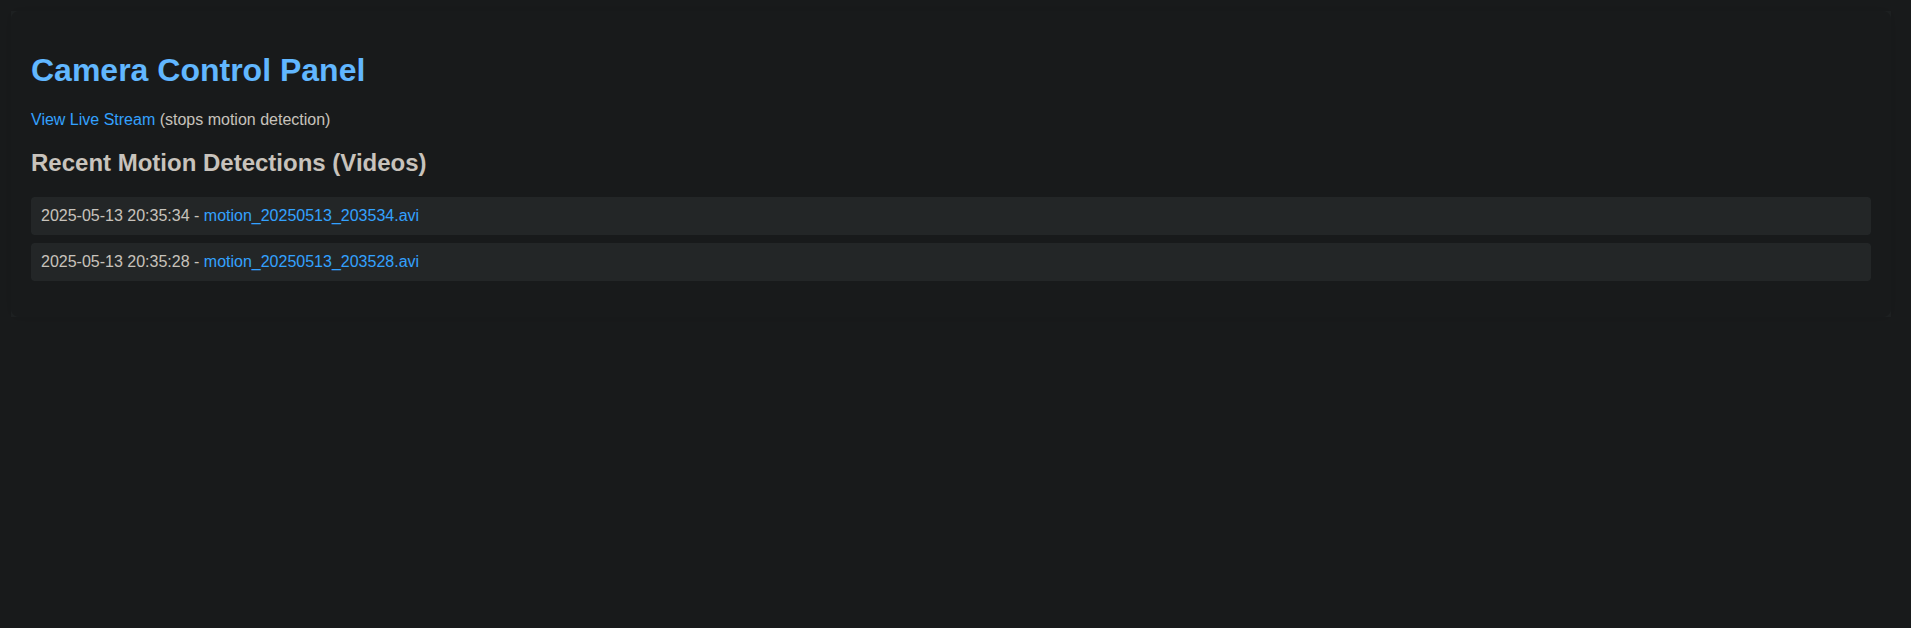 Camera Control Panel
View Live Stream (stops motion detection)
Recent Motion Detections (Videos)
2025-05-13 20:35:34 - motion_20250513_203534.avi
2025-05-13 20:35:28 - motion_20250513_203528.avi